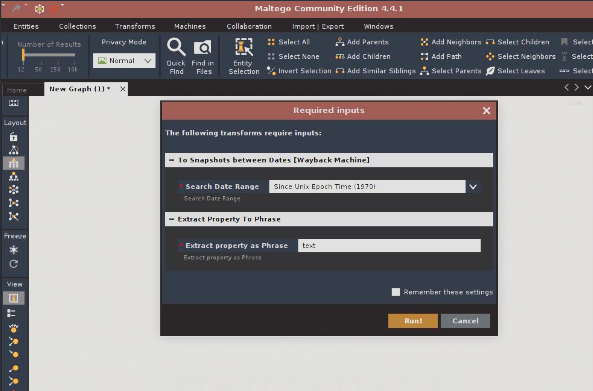 Maltego Community Edition 4.4.1
Entities Collections Transforms Machines Collaboration Import | Export Windows
Number of Results
12 50 256 10k
Privacy Mode
Normal
Quick Find
Find in Files
Entity Selection
Select All Add Parents Add Neighbors Select Children Select
Select None Add Children Add Path Select Neighbors Select
Invert Selection Add Similar Siblings Select Parents Select Leaves Select
Home New Graph (1) *
Layout
Freeze
View
Required inputs
The following transforms require inputs:
− To Snapshots between Dates [Wayback Machine]
* Search Date Range Since Unix Epoch Time (1970)
Search Date Range
− Extract Property To Phrase
* Extract property as Phrase text
Extract property as Phrase
Remember these settings
Run! Cancel